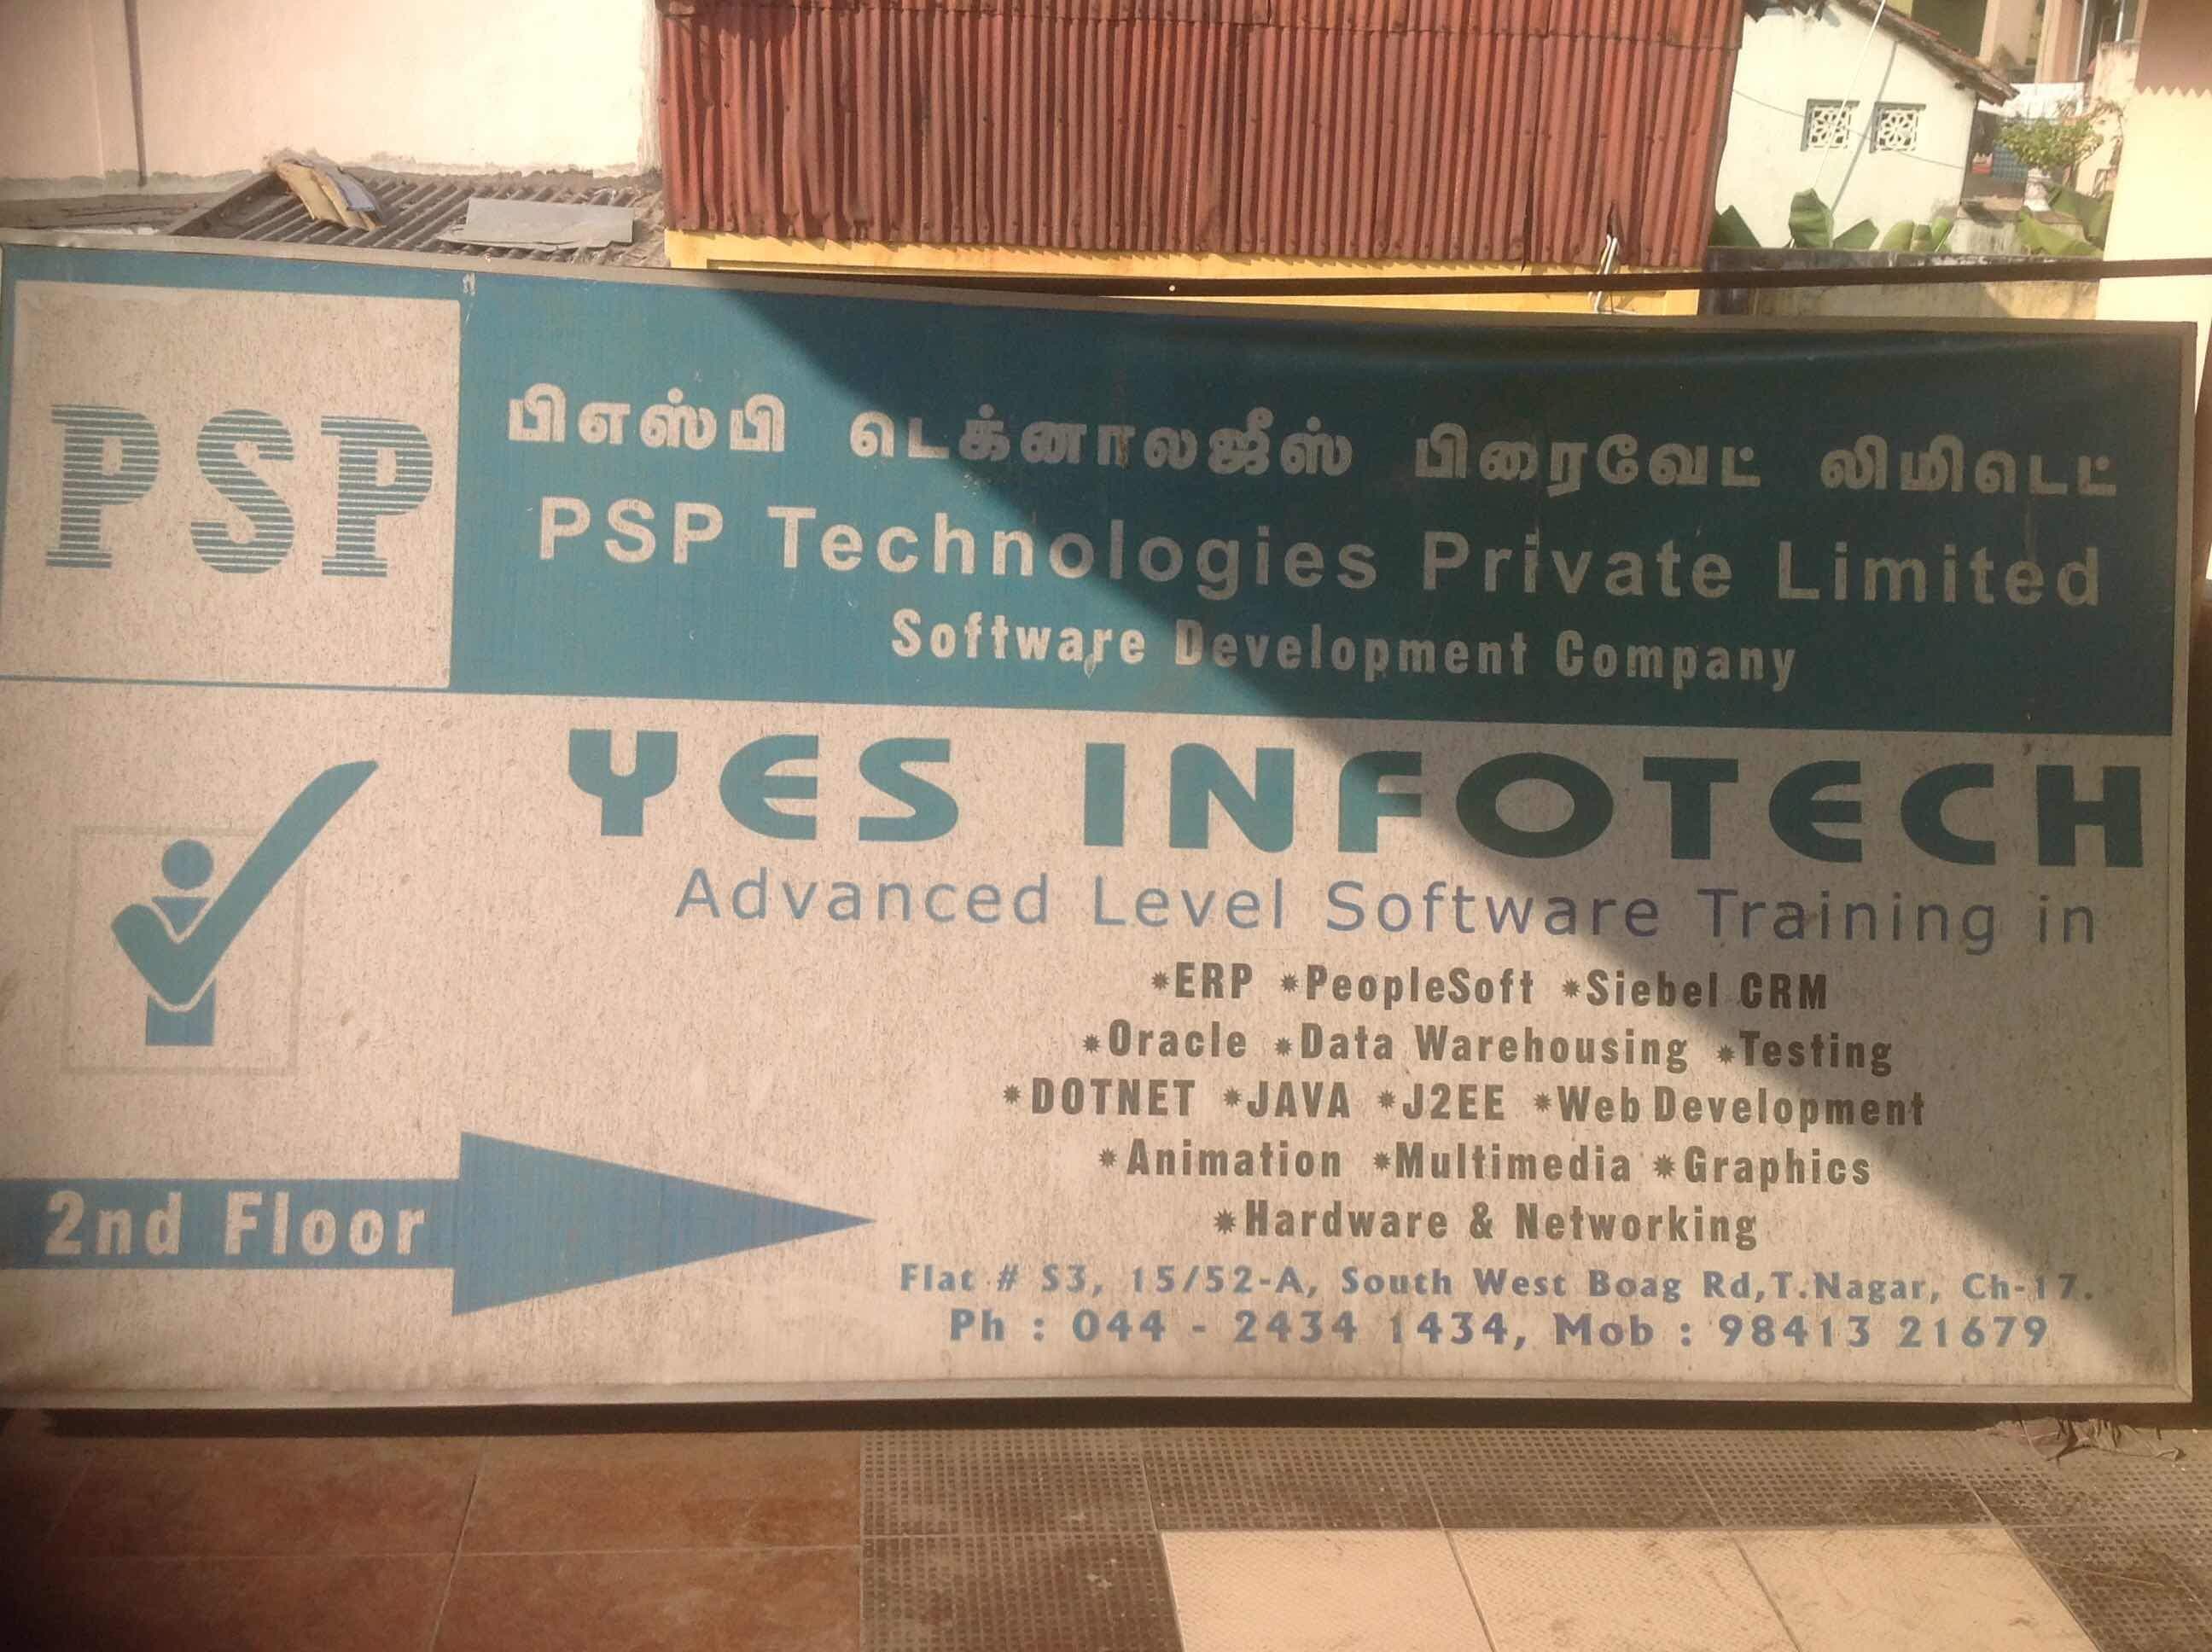 PSP
பிஎஸ்பி டெக்னாலஜீஸ் பிரைவேட் லிமிடெட்
PSP Technologies Private Limited
Software Development Company
YES INFOTECH
Advanced Level Software Training in
*ERP *PeopleSoft *Siebel CRM
*Oracle *Data Warehousing *Testing
*DOTNET *JAVA *J2EE *Web Development
*Animation *Multimedia *Graphics
*Hardware & Networking
2nd Floor
Flat # S3, 15/52-A, South West Boag Rd,T.Nagar, Ch-17.
Ph : 044 - 2434 1434, Mob : 98413 21679